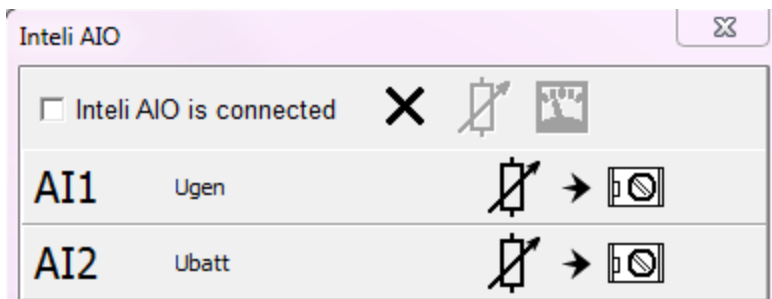 Inteli AIO
Inteli AIO is connected
AI1 Ugen
AI2 Ubatt